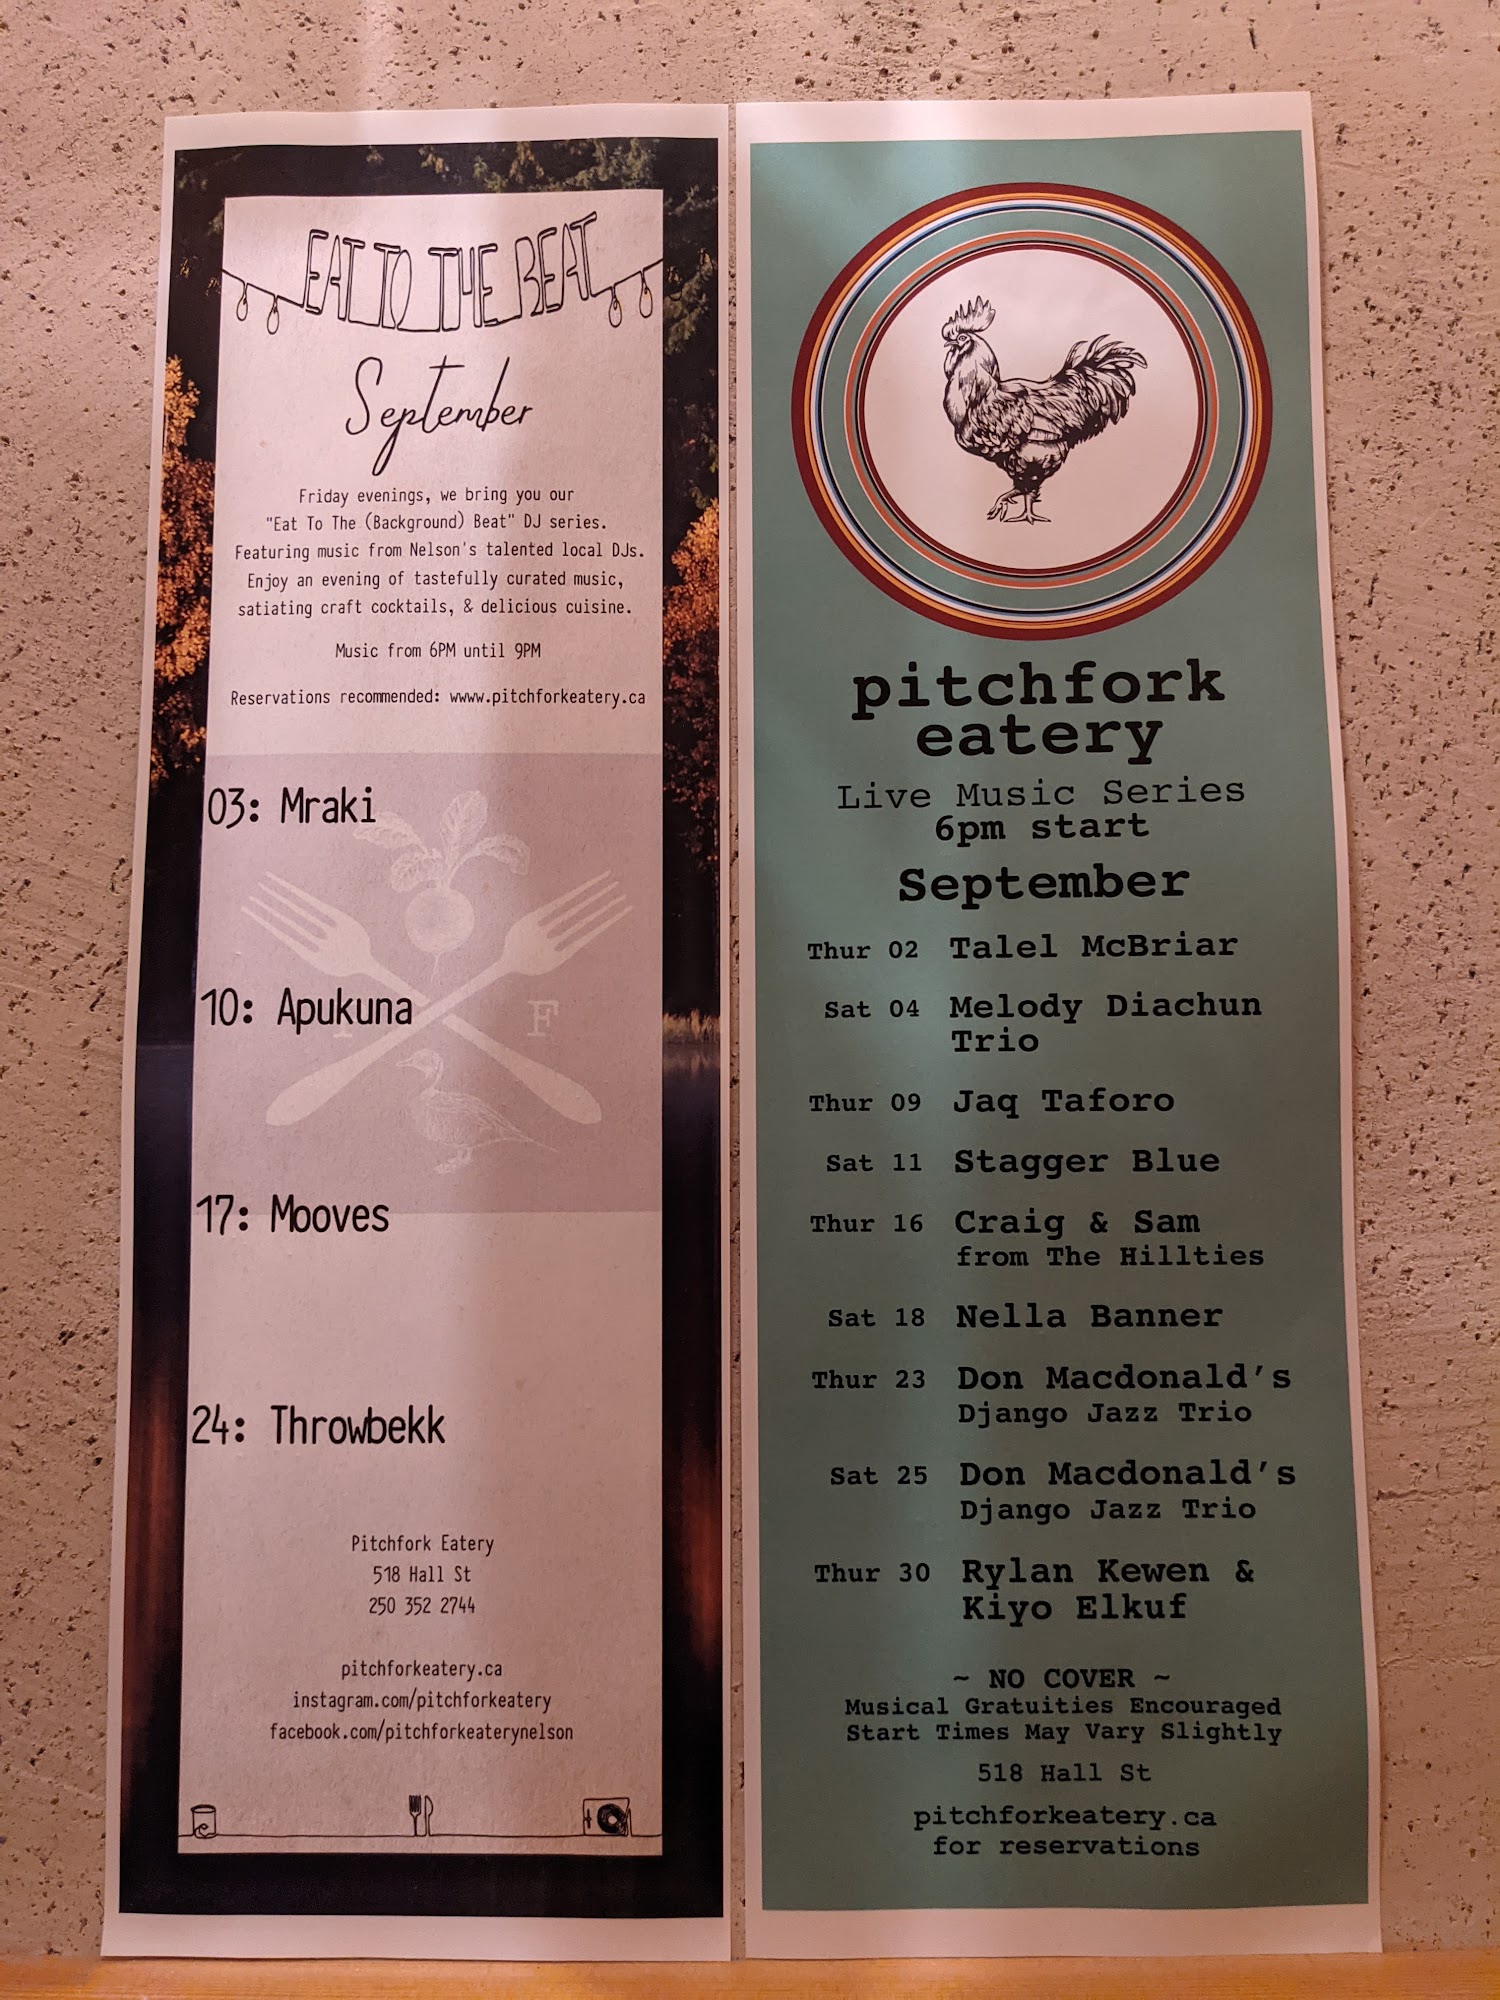 EAT TO THE BEAT
September
Friday evenings, we bring you our
"Eat To The (Background) Beat" DJ series.
Featuring music from Nelson's talented local DJs.
Enjoy an evening of tastefully curated music,
satiating craft cocktails, & delicious cuisine.
Music from 6PM until 9PM
Reservations recommended: www.pitchforkeatery.ca
03: Mraki
10: Apukuna
F
17: Mooves
24: Throwbekk
Pitchfork Eatery
518 Hall St
250 352 2744
pitchforkeatery.ca
instagram.com/pitchforkeatery
facebook.com/pitchforkeaterynelson
pitchfork
eatery
Live Music Series
6pm start
September
Thur 02 Talel McBriar
Sat 04 Melody Diachun
Trio
Thur 09 Jaq Taforo
Sat 11 Stagger Blue
Thur 16 Craig & Sam
from The Hillties
Sat 18 Nella Banner
Thur 23 Don Macdonald's
Django Jazz Trio
Sat 25 Don Macdonald's
Django Jazz Trio
Thur 30 Rylan Kewen &
Kiyo Elkuf
~ NO COVER ~
Musical Gratuities Encouraged
Start Times May Vary Slightly
518 Hall St
pitchforkeatery.ca
for reservations